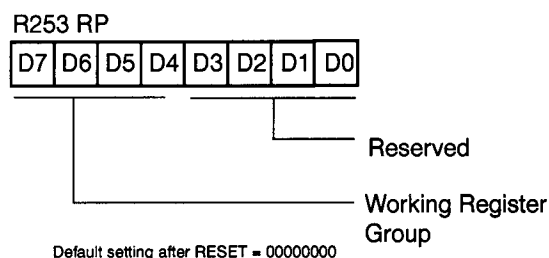 R253 RP
D7 D6 D5 D4 D3 D2 D1 D0
Reserved
Working Register
Group
Default setting after RESET = 00000000